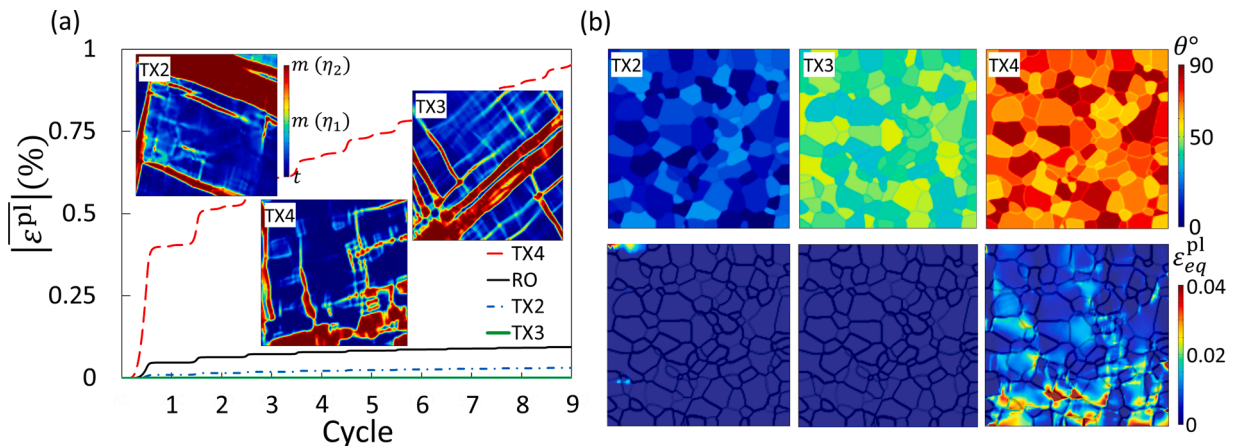 (a)
1
0.75
0.5
0.25
0
|ε̅ᵖˡ| (%)
1 2 3 4 5 6 7 8 9
Cycle
TX2
m (η₂)
m (η₁)
t
TX3
TX4
TX4
RO
TX2
TX3
(b)
TX2
TX3
TX4
θ°
90
50
0
εᵖˡeq
0.04
0.02
0